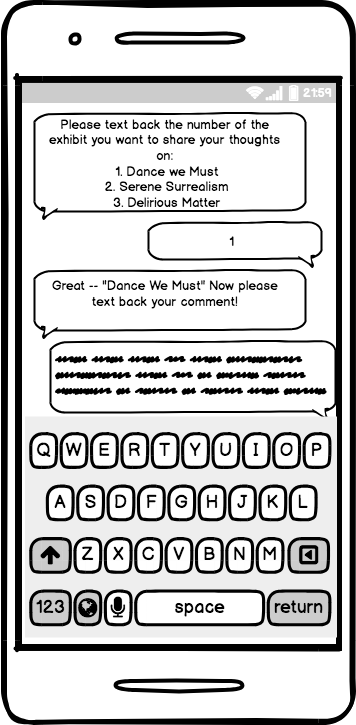 21:59
Please text back the number of the
exhibit you want to share your thoughts
on:
1. Dance we Must
2. Serene Surrealism
3. Delirious Matter
1
Great -- "Dance We Must" Now please
text back your comment!
Q W E R T Y U I O P
A S D F G H J K L
Z X C V B N M
123 space return